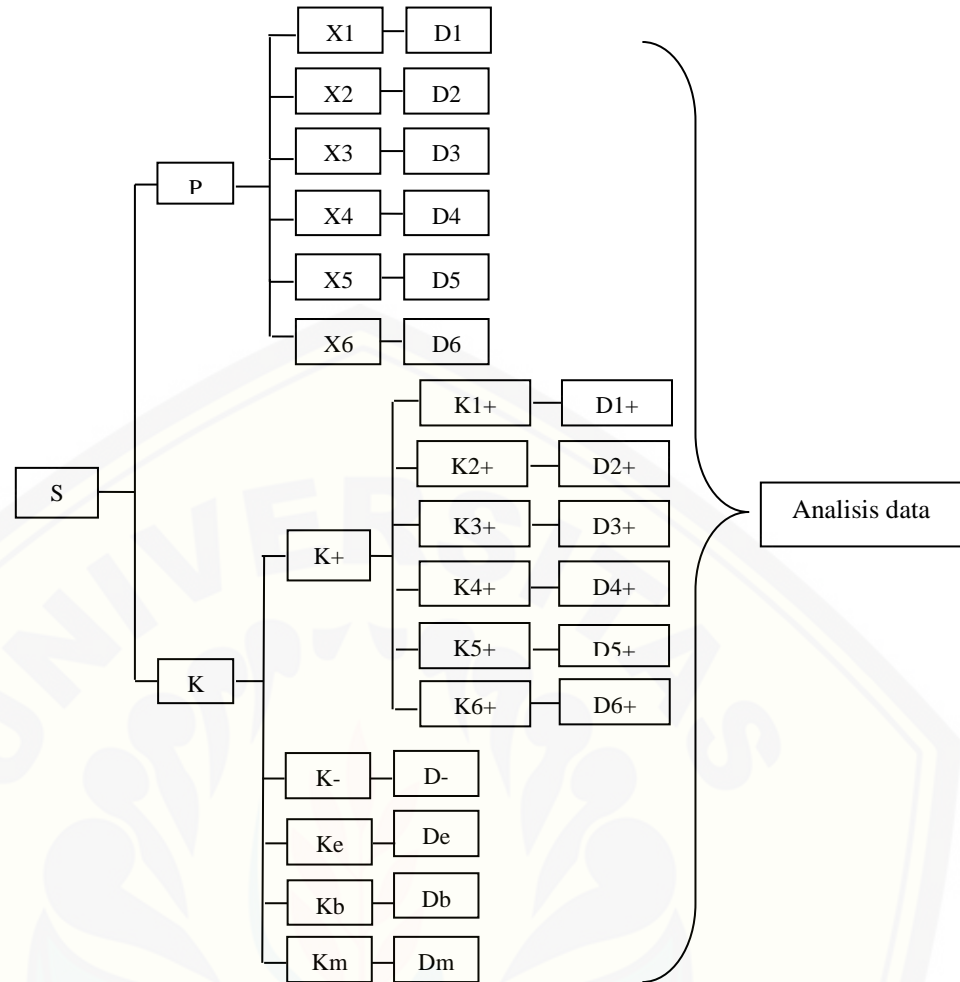 X1 D1
X2 D2
X3 D3
P
X4 D4
X5 D5
X6 D6
K1+ D1+
K2+ D2+
S
Analisis data
K3+ D3+
K+
K4+ D4+
K5+ D5+
K
K6+ D6+
K- D-
Ke De
Kb Db
Km Dm
UNIVERSITAS